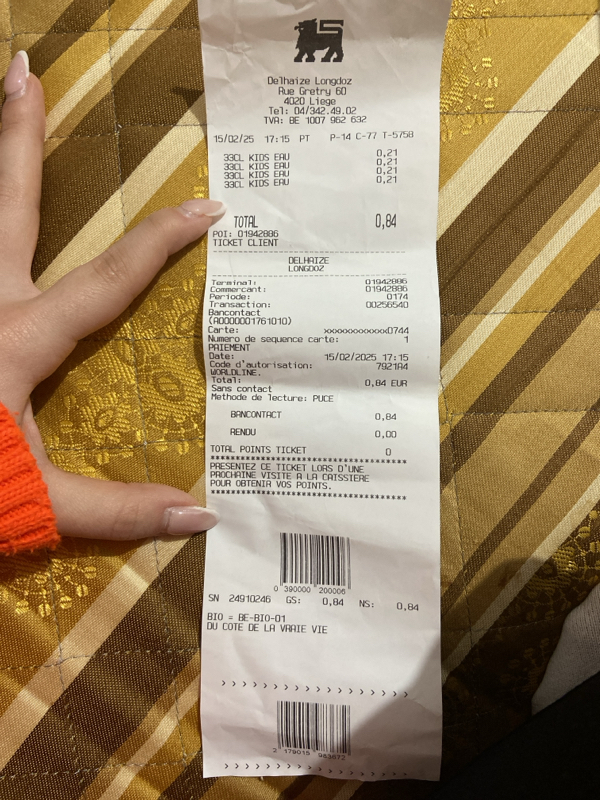 Delhaize Longdoz
Rue Gretry 60
4020 Liege
Tel: 04/342.49.02
TVA: BE 1007 962 632
15/02/25 17:15 PT P-14 C-77 T-5758
33CL KIDS EAU 0,21
33CL KIDS EAU 0,21
33CL KIDS EAU 0,21
33CL KIDS EAU 0,21
TOTAL 0,84
POI: 01942886
TICKET CLIENT
DELHAIZE
LONGDOZ
Terminal: 01942886
Commercant: 01942886
Periode: 0174
Transaction: 00256540
Bancontact
(A0000001761010)
Carte: xxxxxxxxxxxxx0744
Numero de sequence carte: 1
PAIEMENT
Date: 15/02/2025 17:15
Code d'autorisation: 7921A4
WORLDLINE.
Total: 0,84 EUR
Sans contact
Methode de lecture: PUCE
BANCONTACT 0,84
RENDU 0,00
TOTAL POINTS TICKET 0
****************************************
PRESENTEZ CE TICKET LORS D'UNE
PROCHAINE VISITE A LA CAISSIERE
POUR OBTENIR VOS POINTS.
****************************************
0 390000 200006
SN 24910246 GS: 0,84 NS: 0,84
BIO = BE-BIO-01
DU COTE DE LA VRAIE VIE
> > > > > > > > > > > > > > > > > > >
2 179015 983672
> > > > > > > > > > > > > > > > > > >